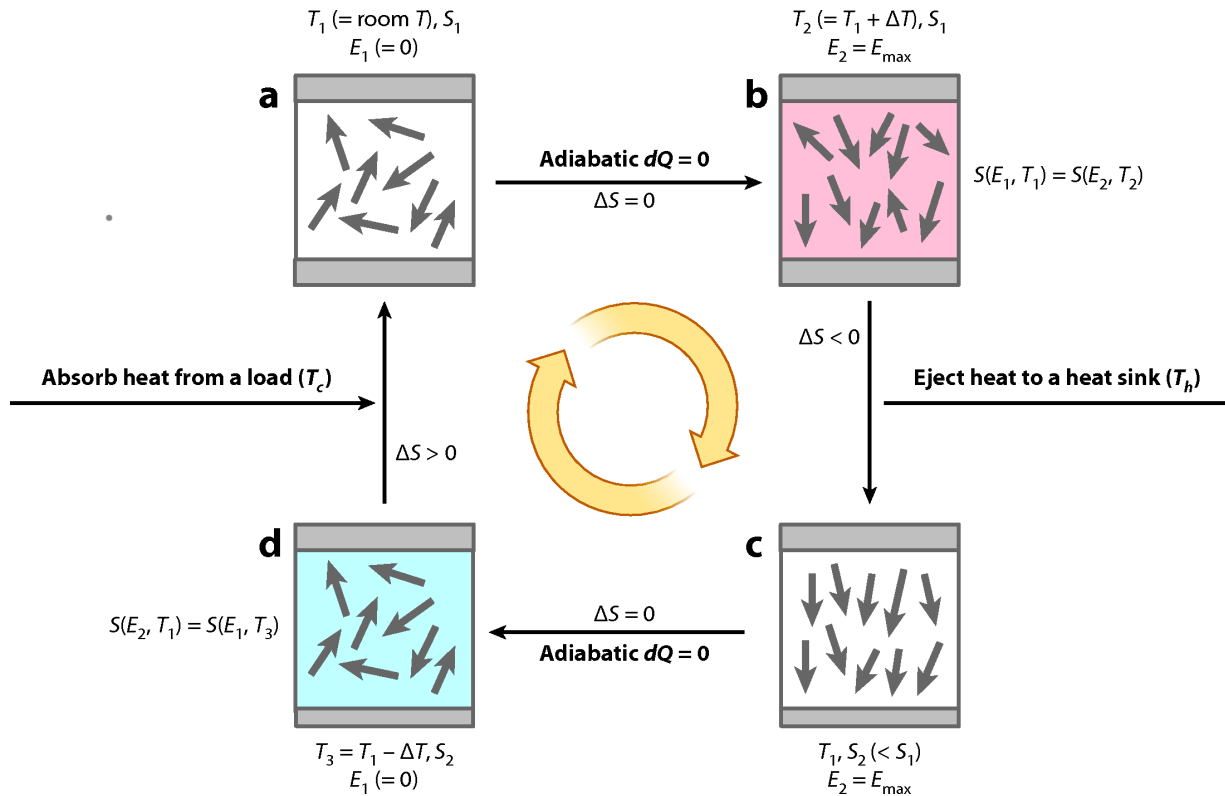 T₁ (= room T), S₁
E₁ (= 0)
T₂ (= T₁ + ΔT), S₁
E₂ = Eₘₐₓ
a
b
Adiabatic dQ = 0
ΔS = 0
S(E₁, T₁) = S(E₂, T₂)
ΔS < 0
Absorb heat from a load (T_c)
Eject heat to a heat sink (T_h)
ΔS > 0
d
c
S(E₂, T₁) = S(E₁, T₃)
ΔS = 0
Adiabatic dQ = 0
T₃ = T₁ – ΔT, S₂
E₁ (= 0)
T₁, S₂ (< S₁)
E₂ = Eₘₐₓ